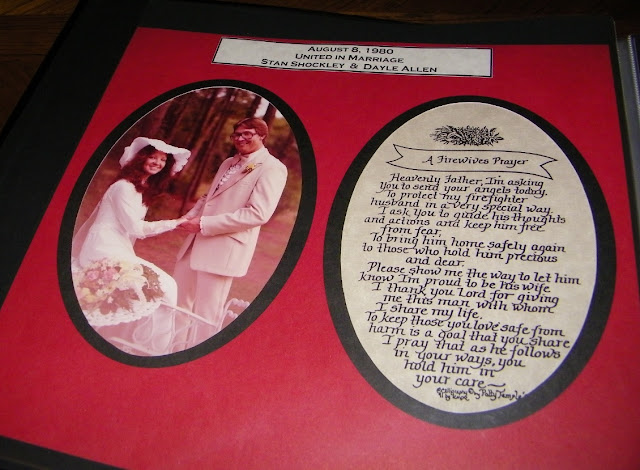 August 8, 1980
United in Marriage
Stan Shockley & Dayle Allen
A Firewives Prayer
Heavenly Father, I'm asking
you to send your angels today.
To protect my firefighter
husband in a very special way
I ask You to guide his thoughts
and actions and keep him free
from fear.
To bring him home safely again
to those who hold him precious
and dear.
Please show me the way to let him
know I'm proud to be his wife
I thank you Lord for giving
me this man with whom
I share my life.
To keep those you love safe from
harm is a goal that you share
I pray that as he follows
in your ways, you
hold him in
your care
©by Patty Temple